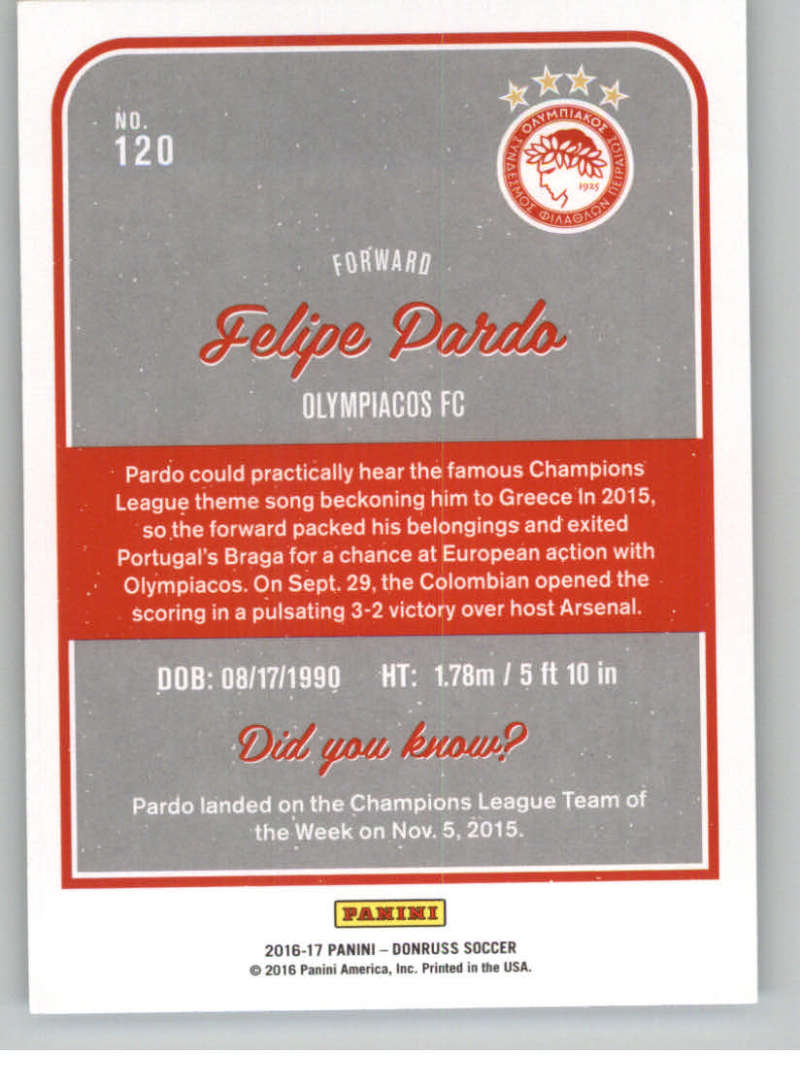 NO.
120
ΟΛΥΜΠΙΑΚΟΣ
ΣΥΝΔΕΣΜΟΣ ΦΙΛΑΘΛΩΝ ΠΕΙΡΑΙΩΣ
1925
FORWARD
Felipe Pardo
OLYMPIACOS FC
Pardo could practically hear the famous Champions
League theme song beckoning him to Greece In 2015,
so the forward packed his belongings and exited
Portugal's Braga for a chance at European action with
Olympiacos. On Sept. 29, the Colombian opened the
scoring in a pulsating 3-2 victory over host Arsenal.
DOB: 08/17/1990 HT: 1.78m / 5 ft 10 in
Did you know?
Pardo landed on the Champions League Team of
the Week on Nov. 5, 2015.
PANINI
2016-17 PANINI – DONRUSS SOCCER
© 2016 Panini America, Inc. Printed in the USA.